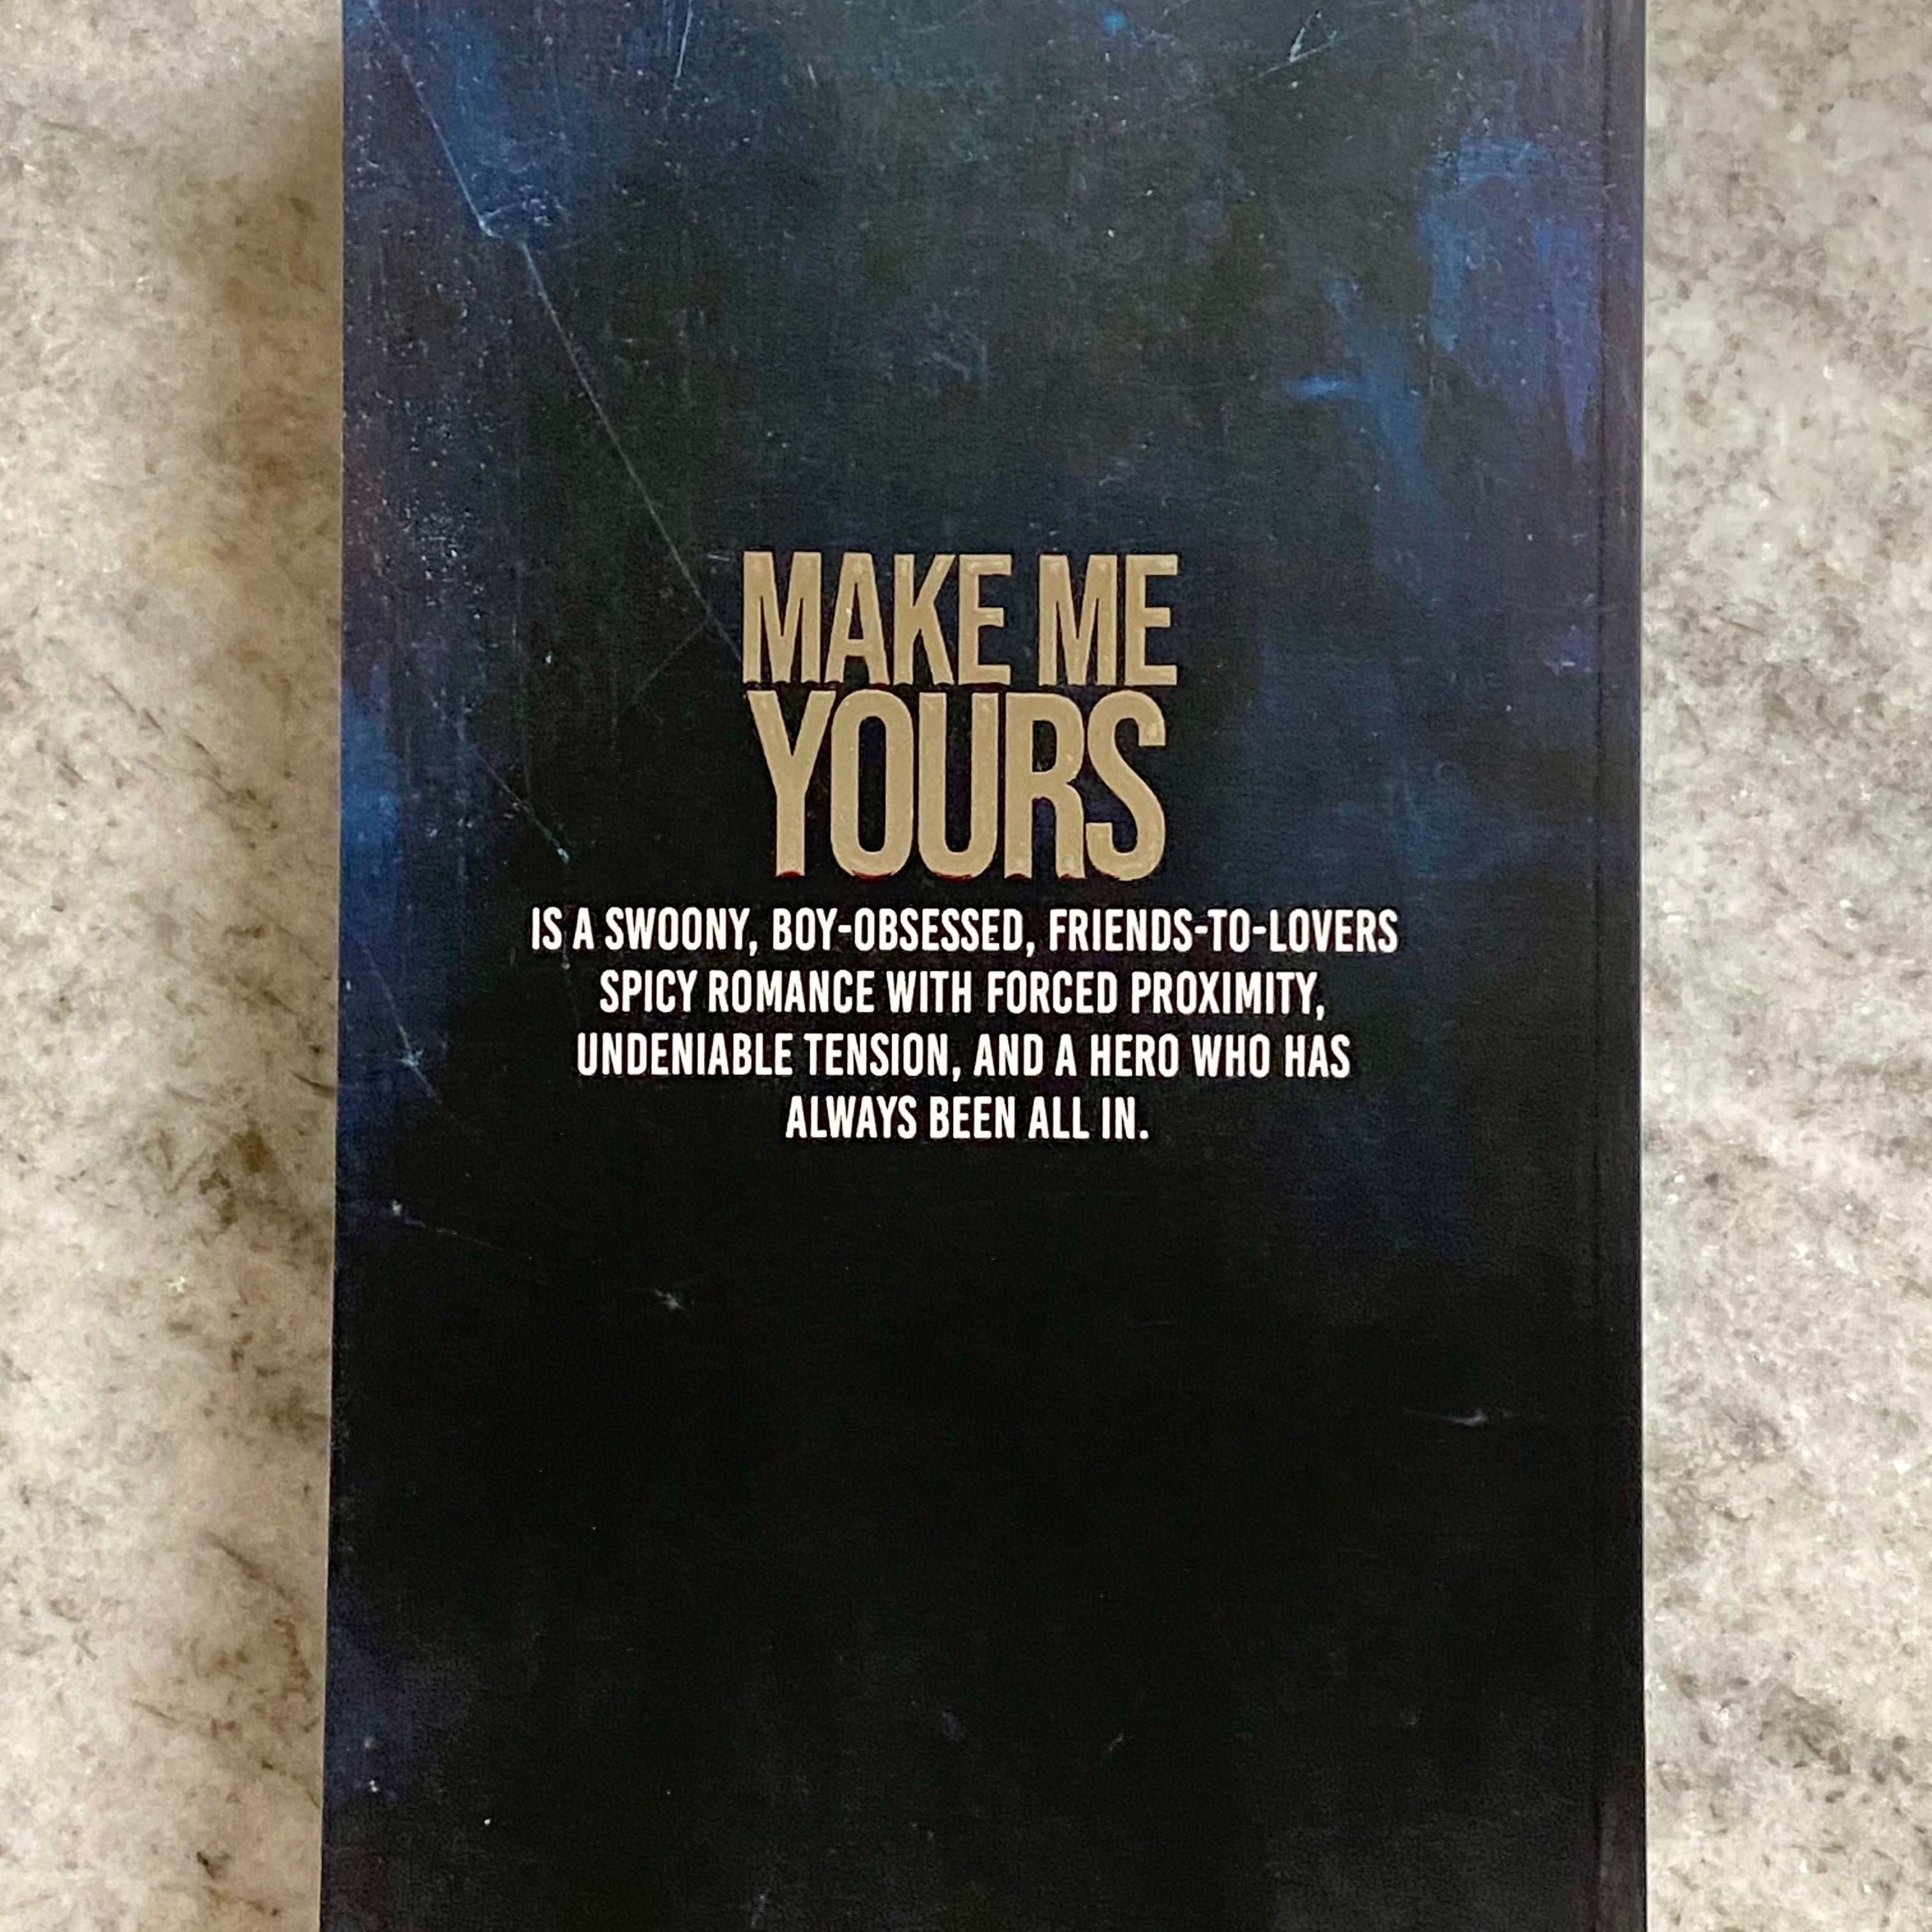 MAKE ME
YOURS
IS A SWOONY, BOY-OBSESSED, FRIENDS-TO-LOVERS
SPICY ROMANCE WITH FORCED PROXIMITY,
UNDENIABLE TENSION, AND A HERO WHO HAS
ALWAYS BEEN ALL IN.